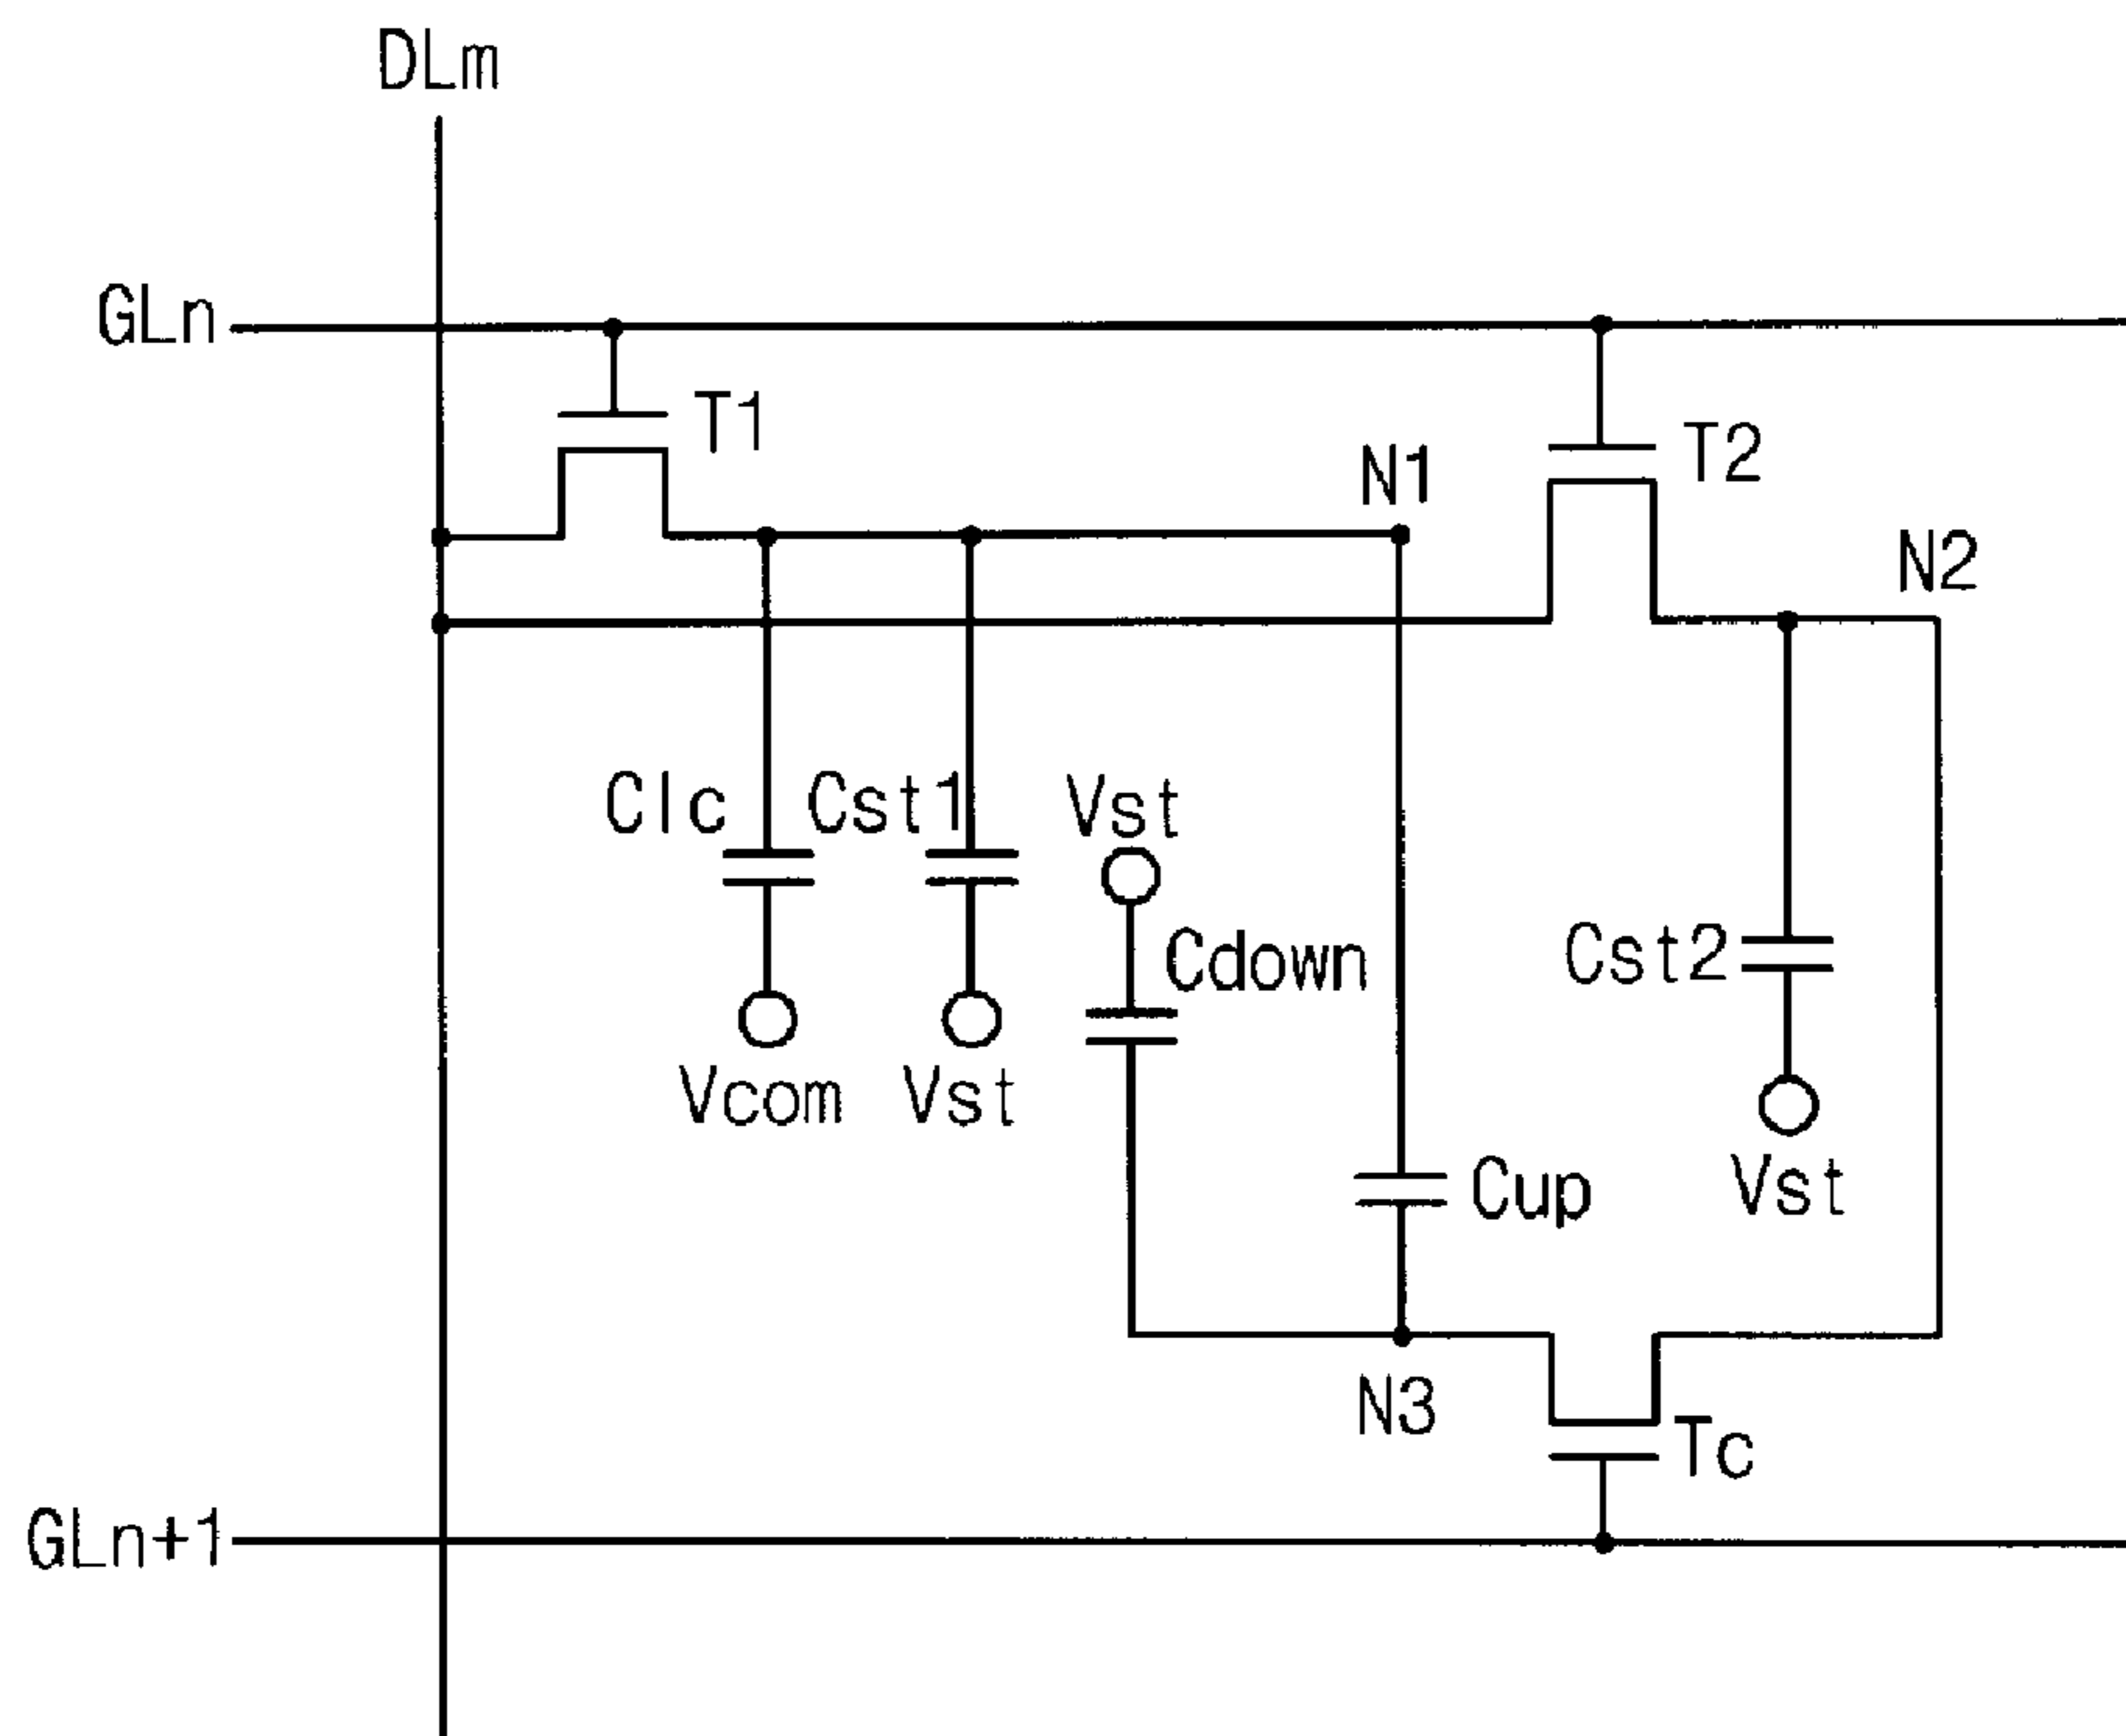 DLm
GLn
T1
N1
T2
N2
Clc
Cst1
Vst
Cdown
Cst2
Vcom
Vst
Cup
Vst
N3
Tc
GLn+1